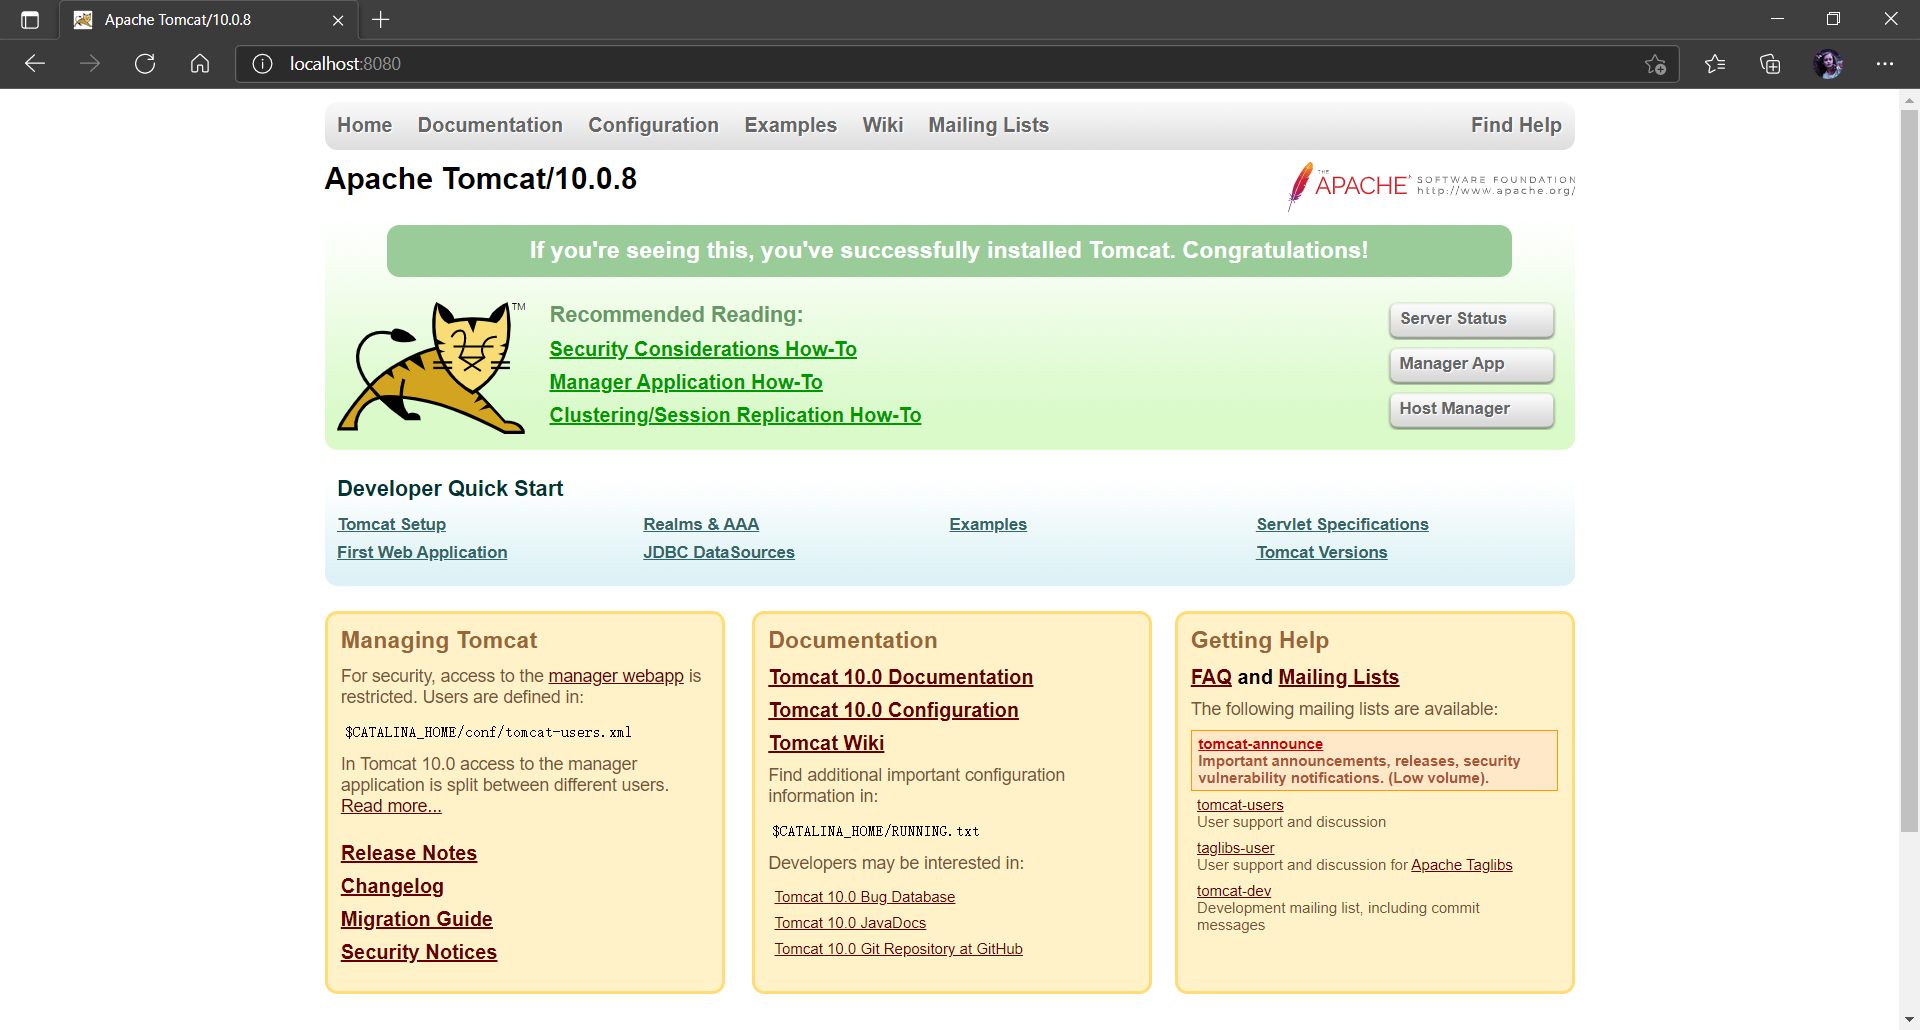 Apache Tomcat/10.0.8
localhost:8080
Home Documentation Configuration Examples Wiki Mailing Lists Find Help
Apache Tomcat/10.0.8
THE APACHE SOFTWARE FOUNDATION
http://www.apache.org/
If you're seeing this, you've successfully installed Tomcat. Congratulations!
TM
Recommended Reading:
Security Considerations How-To
Manager Application How-To
Clustering/Session Replication How-To
Server Status
Manager App
Host Manager
Developer Quick Start
Tomcat Setup Realms & AAA Examples Servlet Specifications
First Web Application JDBC DataSources Tomcat Versions
Managing Tomcat
For security, access to the manager webapp is
restricted. Users are defined in:
$CATALINA_HOME/conf/tomcat-users.xml
In Tomcat 10.0 access to the manager
application is split between different users.
Read more...
Release Notes
Changelog
Migration Guide
Security Notices
Documentation
Tomcat 10.0 Documentation
Tomcat 10.0 Configuration
Tomcat Wiki
Find additional important configuration
information in:
$CATALINA_HOME/RUNNING.txt
Developers may be interested in:
Tomcat 10.0 Bug Database
Tomcat 10.0 JavaDocs
Tomcat 10.0 Git Repository at GitHub
Getting Help
FAQ and Mailing Lists
The following mailing lists are available:
tomcat-announce
Important announcements, releases, security
vulnerability notifications. (Low volume).
tomcat-users
User support and discussion
taglibs-user
User support and discussion for Apache Taglibs
tomcat-dev
Development mailing list, including commit
messages